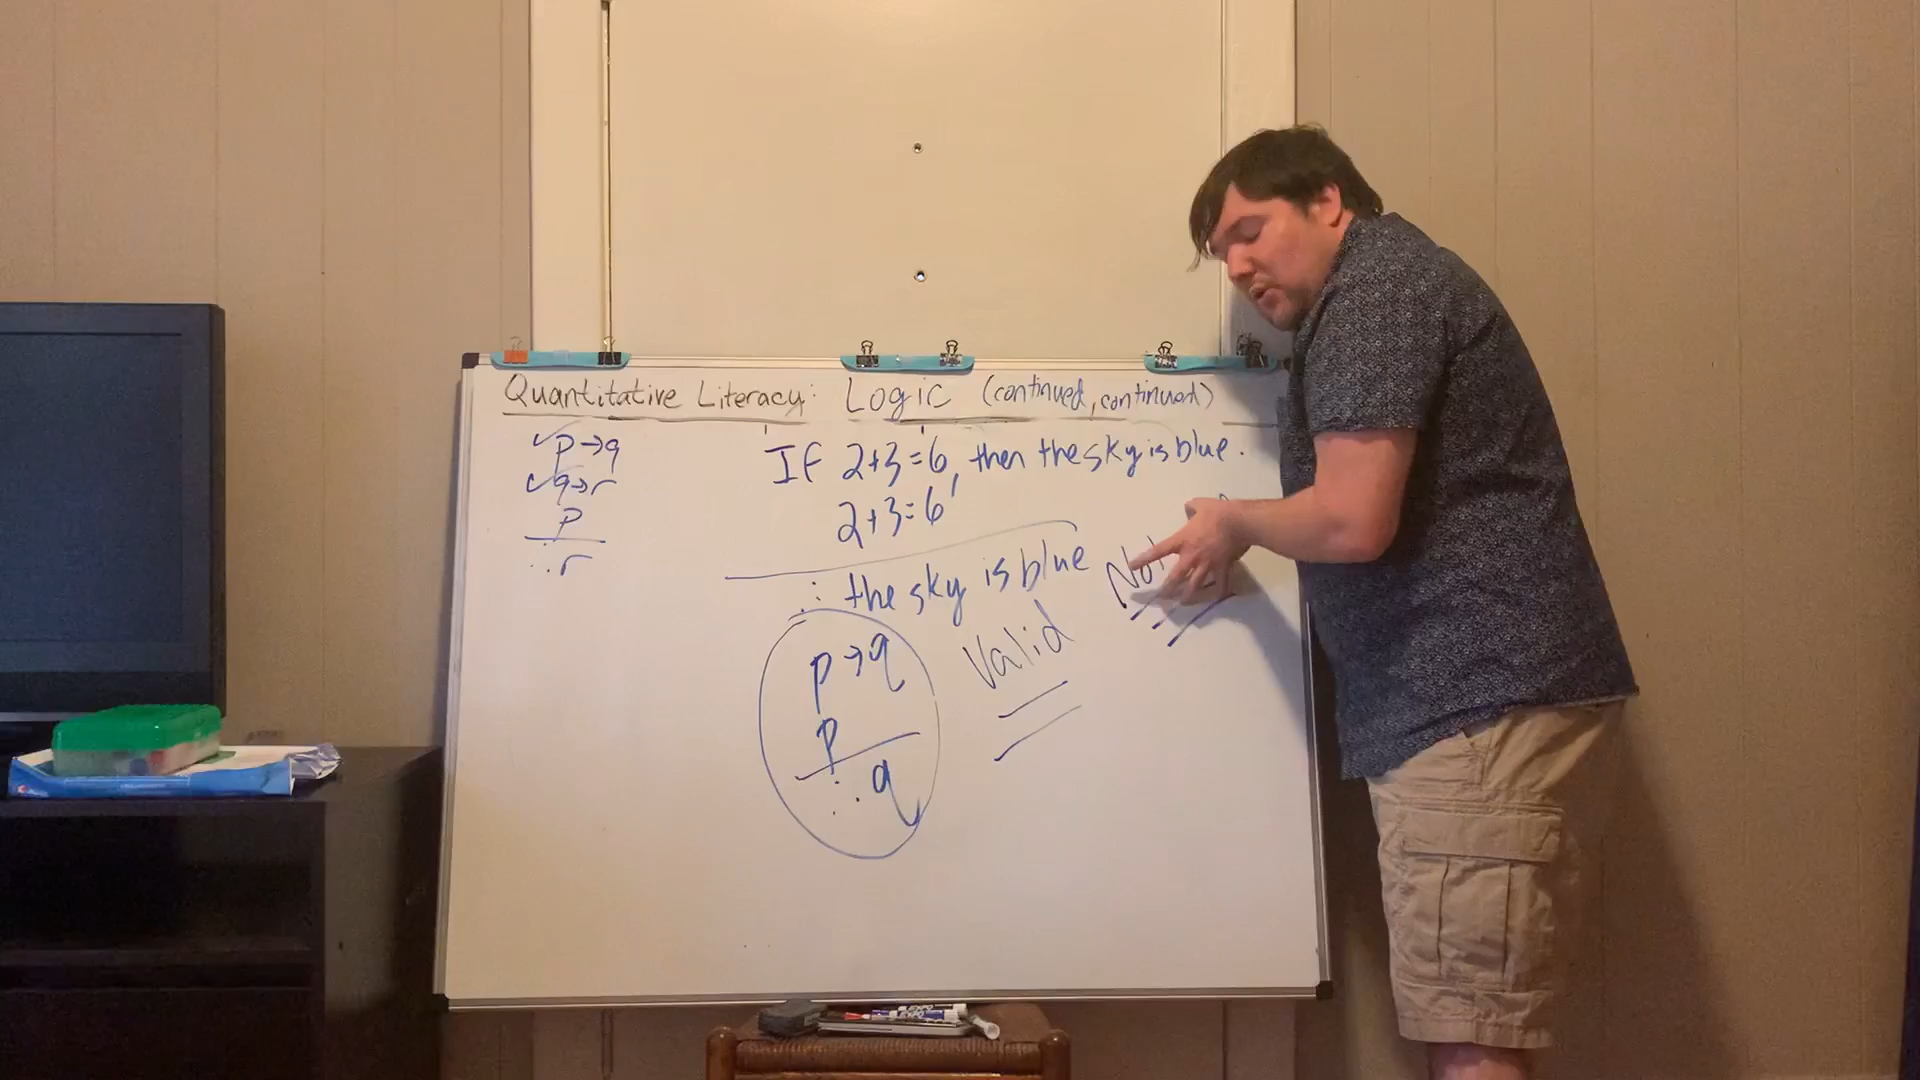 Quantitative Literacy: Logic (continued, continued)
p→q
q→r
p
∴ r
If 2+3=6, then the sky is blue.
2+3=6
∴ the sky is blue
Valid
p→q
p
∴ q
EXPO